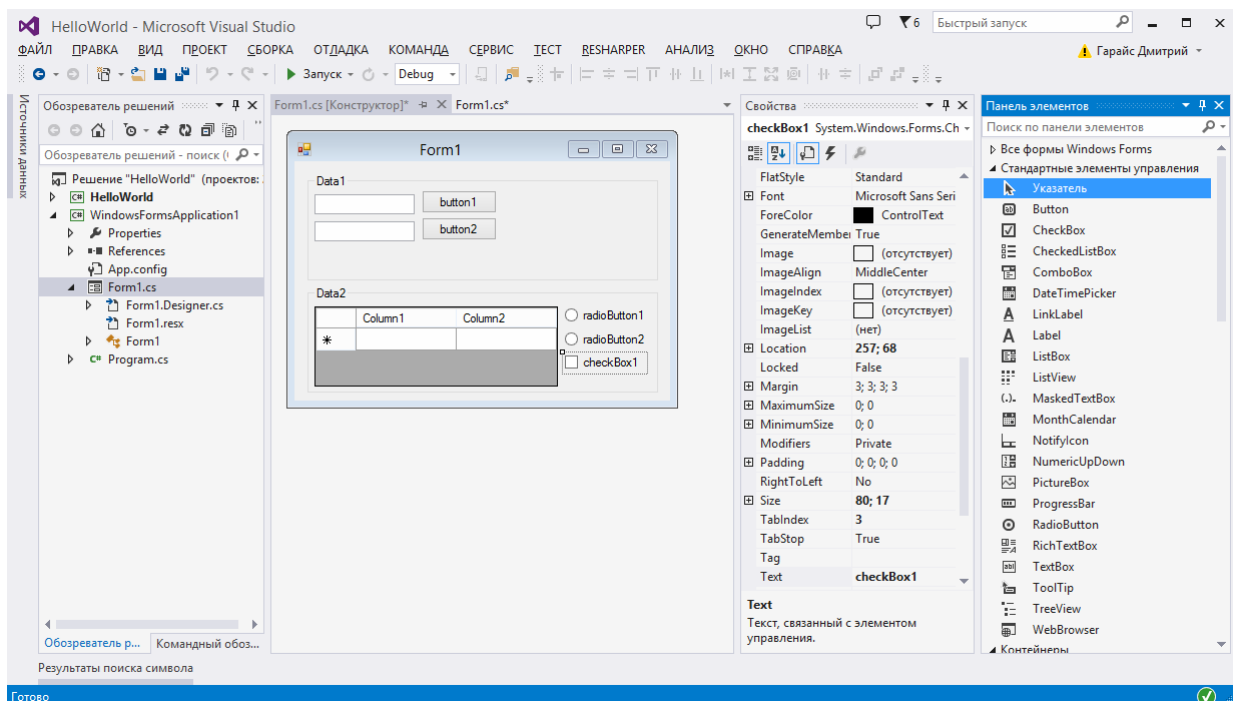 HelloWorld - Microsoft Visual Studio
6
Быстрый запуск
ФАЙЛ ПРАВКА ВИД ПРОЕКТ СБОРКА ОТЛАДКА КОМАНДА СЕРВИС ТЕСТ RESHARPER АНАЛИЗ ОКНО СПРАВКА
Гарайс Дмитрий
Запуск
Debug
Источники данных
Обозреватель решений
Обозреватель решений - поиск (
Решение "HelloWorld" (проектов:
HelloWorld
WindowsFormsApplication1
Properties
References
App.config
Form1.cs
Form1.Designer.cs
Form1.resx
Form1
Program.cs
Обозреватель р...
Командный обоз...
Form1.cs [Конструктор]*
Form1.cs*
Form1
Data1
button1
button2
Data2
Column1 Column2
radioButton1
radioButton2
checkBox1
Свойства
checkBox1 System.Windows.Forms.Ch
FlatStyle Standard
Font Microsoft Sans Seri
ForeColor ControlText
GenerateMember True
Image (отсутствует)
ImageAlign MiddleCenter
ImageIndex (отсутствует)
ImageKey (отсутствует)
ImageList (нет)
Location 257; 68
Locked False
Margin 3; 3; 3; 3
MaximumSize 0; 0
MinimumSize 0; 0
Modifiers Private
Padding 0; 0; 0; 0
RightToLeft No
Size 80; 17
TabIndex 3
TabStop True
Tag
Text checkBox1
Text
Текст, связанный с элементом
управления.
Панель элементов
Поиск по панели элементов
Все формы Windows Forms
Стандартные элементы управления
Указатель
Button
CheckBox
CheckedListBox
ComboBox
DateTimePicker
LinkLabel
Label
ListBox
ListView
MaskedTextBox
MonthCalendar
NotifyIcon
NumericUpDown
PictureBox
ProgressBar
RadioButton
RichTextBox
TextBox
ToolTip
TreeView
WebBrowser
Контейнеры
Результаты поиска символа
Готово